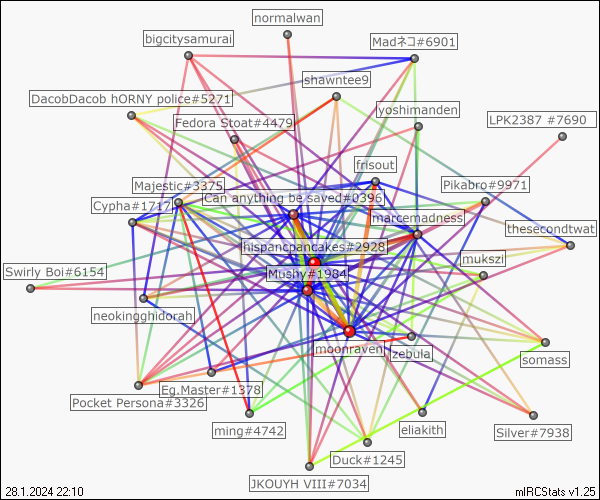 normalwan
bigcitysamurai
Madネコ#6901
shawntee9
DacobDacob hORNY police#5271
yoshimanden
LPK2387 #7690
Fedora Stoat#4479
frisout
Majestic#3375
Pikabro#9971
Can anything be saved#0396
Cypha#1717
marcemadness
thesecondtwat
hispancpancakes#2928
mukszi
Swirly Boi#6154
Mushy#1984
neokingghidorah
moonraven
zebula
somass
Eg.Master#1378
Pocket Persona#3326
ming#4742
eliakith
Silver#7938
Duck#1245
JKOUYH VIII#7034
28.1.2024 22:10
mIRCStats v1.25